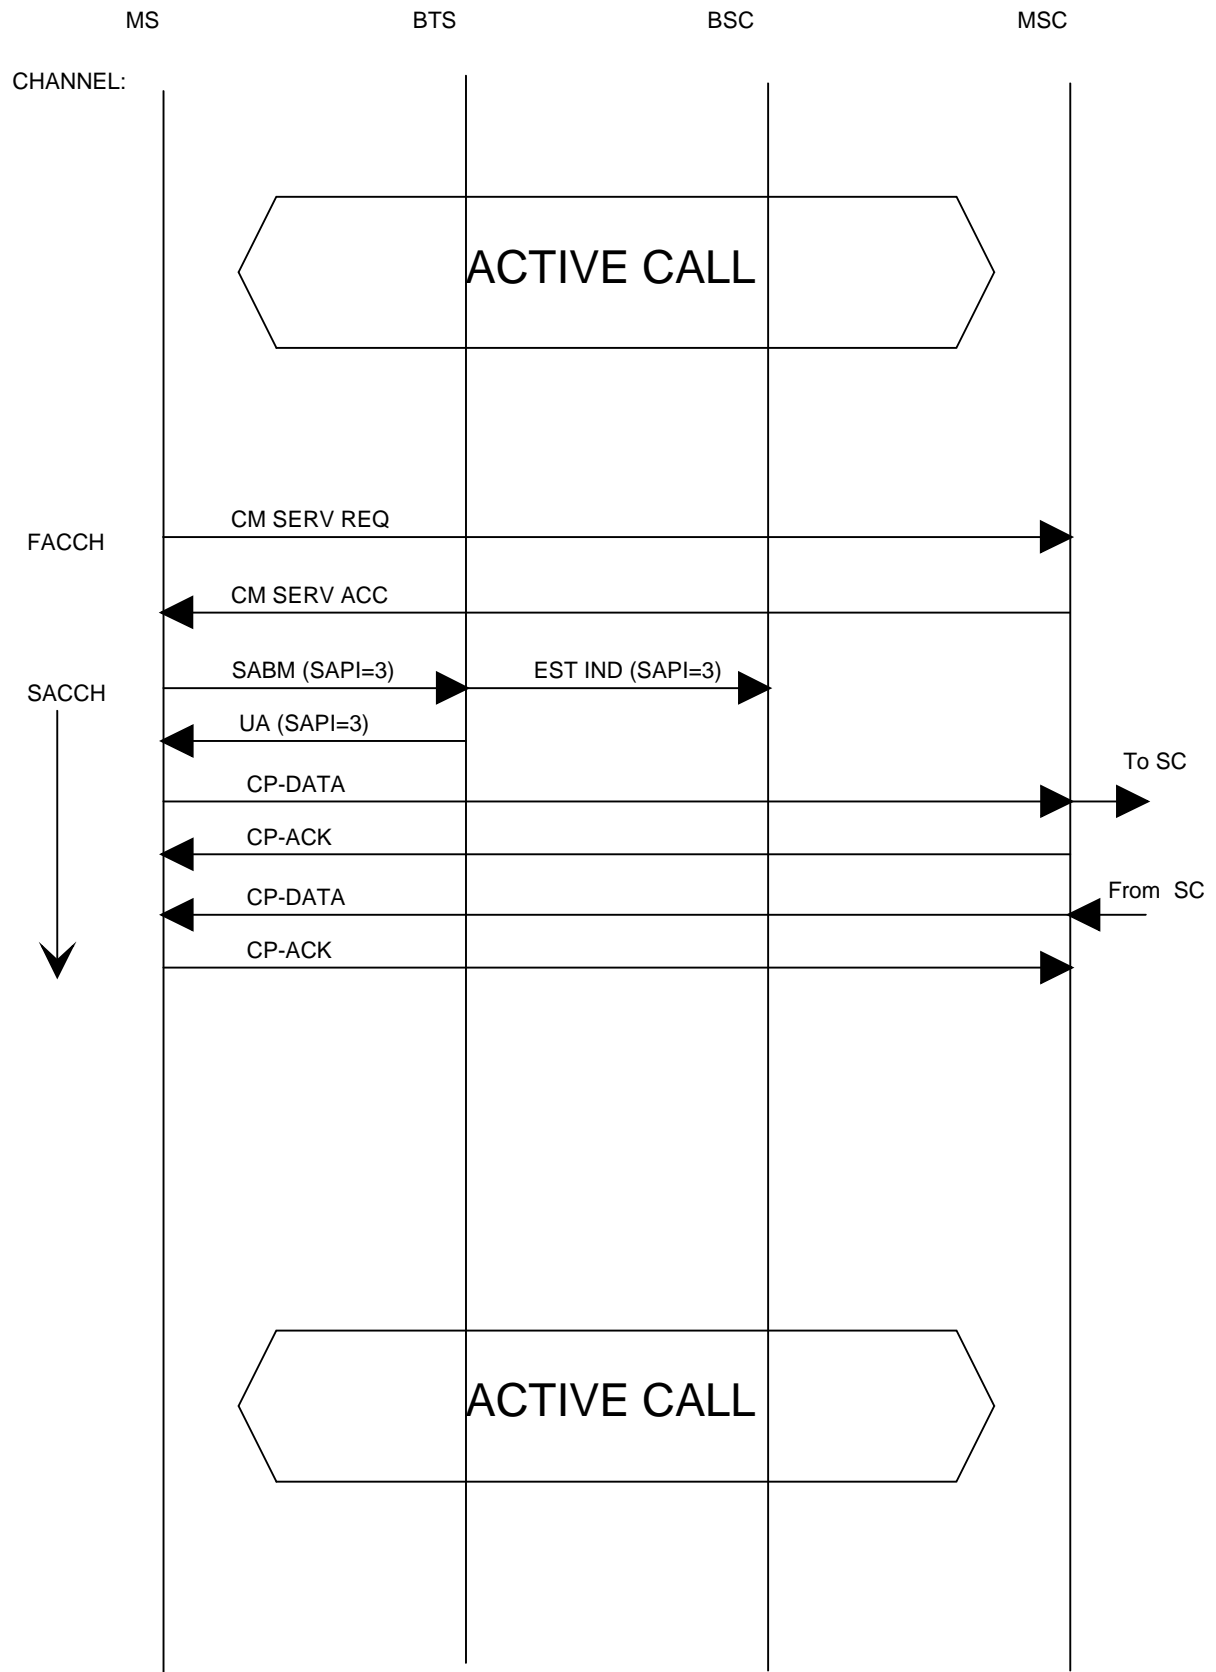 MS BTS BSC MSC
CHANNEL:
ACTIVE CALL
CM SERV REQ
FACCH
CM SERV ACC
SABM (SAPI=3) EST IND (SAPI=3)
SACCH
UA (SAPI=3)
To SC
CP-DATA
CP-ACK
From SC
CP-DATA
CP-ACK
ACTIVE CALL